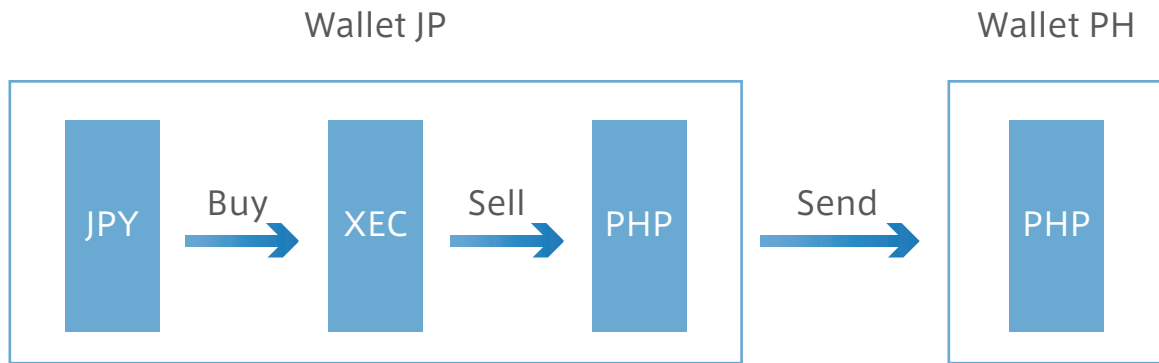 Wallet JP
Wallet PH
JPY
Buy
XEC
Sell
PHP
Send
PHP